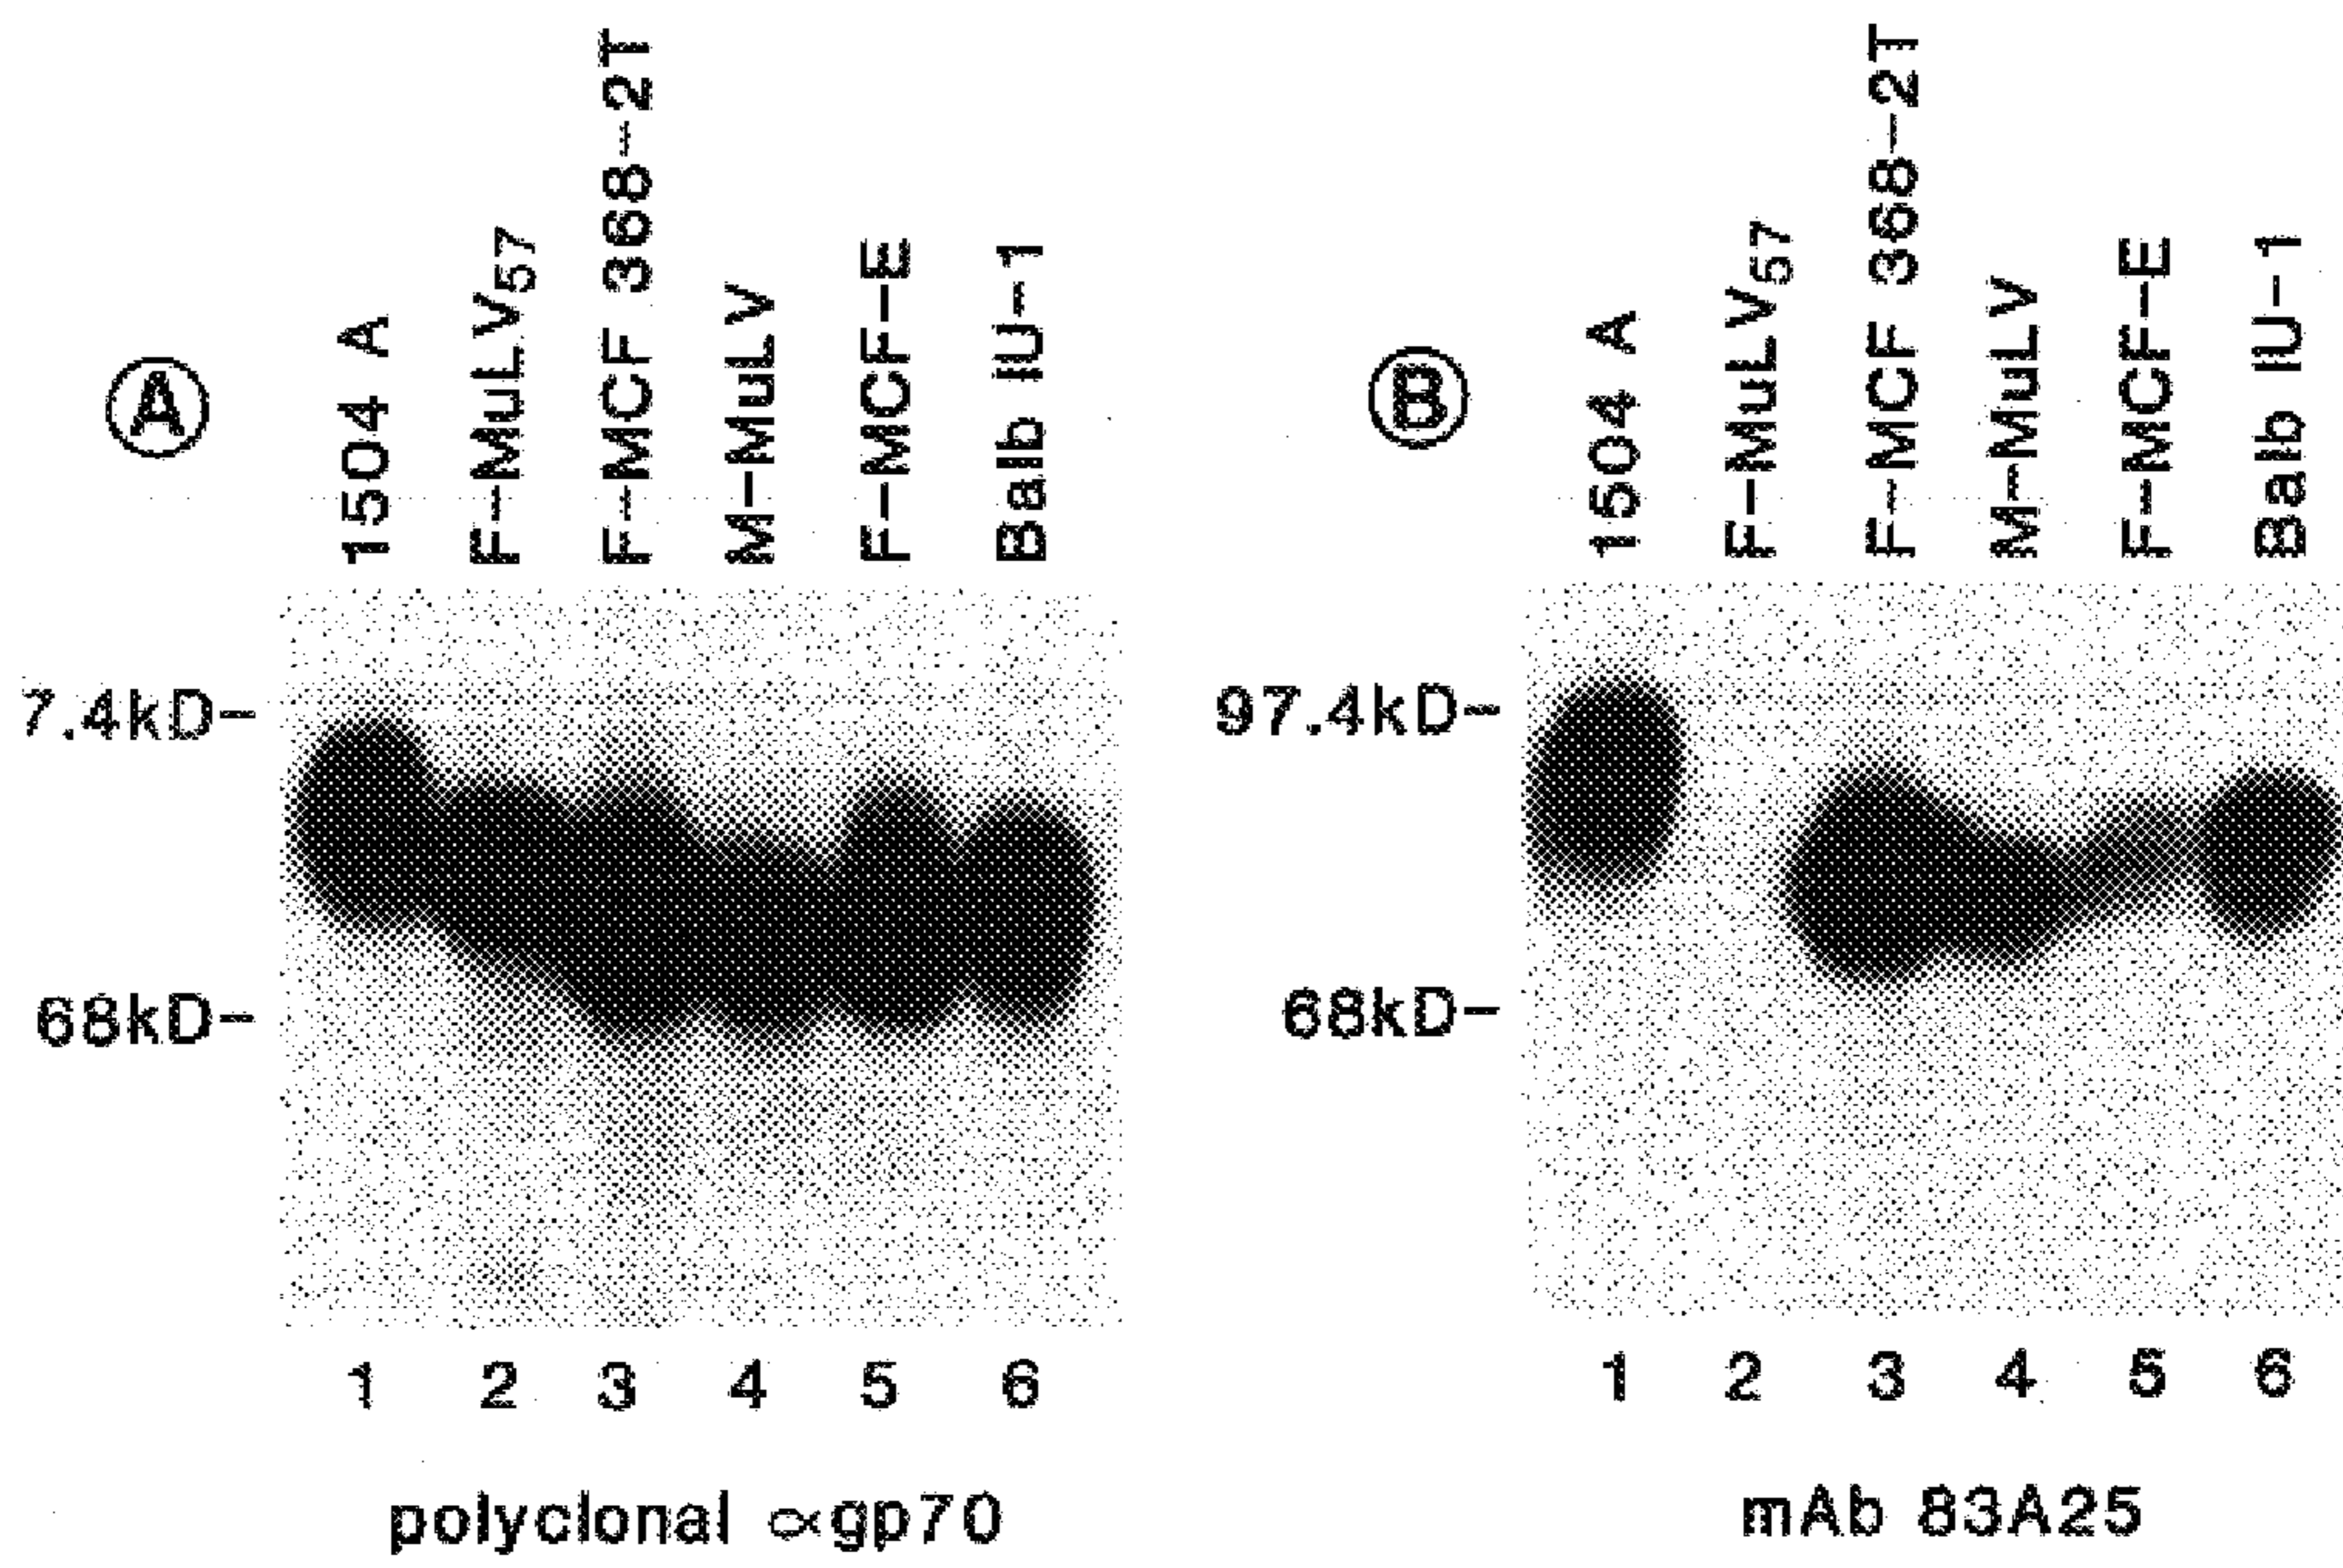 A
1504 A
F-MuLV57
F-MCF 368-2T
M-MuLV
F-MCF-E
Balb IU-1
7.4kD-
68kD-
1 2 3 4 5 6
polyclonal ∝gp70
B
1504 A
F-MuLV57
F-MCF 368-2T
M-MuLV
F-MCF-E
Balb IU-1
97.4kD-
68kD-
1 2 3 4 5 6
mAb 83A25